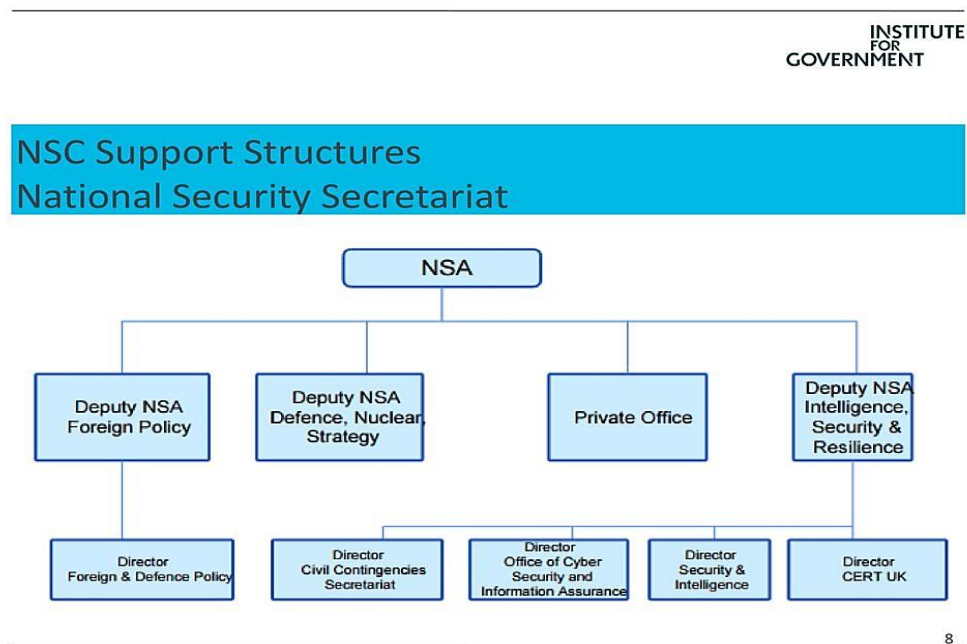 INSTITUTE
FOR
GOVERNMENT
NSC Support Structures
National Security Secretariat
NSA
Deputy NSA
Foreign Policy
Deputy NSA
Defence, Nuclear,
Strategy
Private Office
Deputy NSA
Intelligence,
Security &
Resilience
Director
Foreign & Defence Policy
Director
Civil Contingencies
Secretariat
Director
Office of Cyber
Security and
Information Assurance
Director
Security &
Intelligence
Director
CERT UK
8